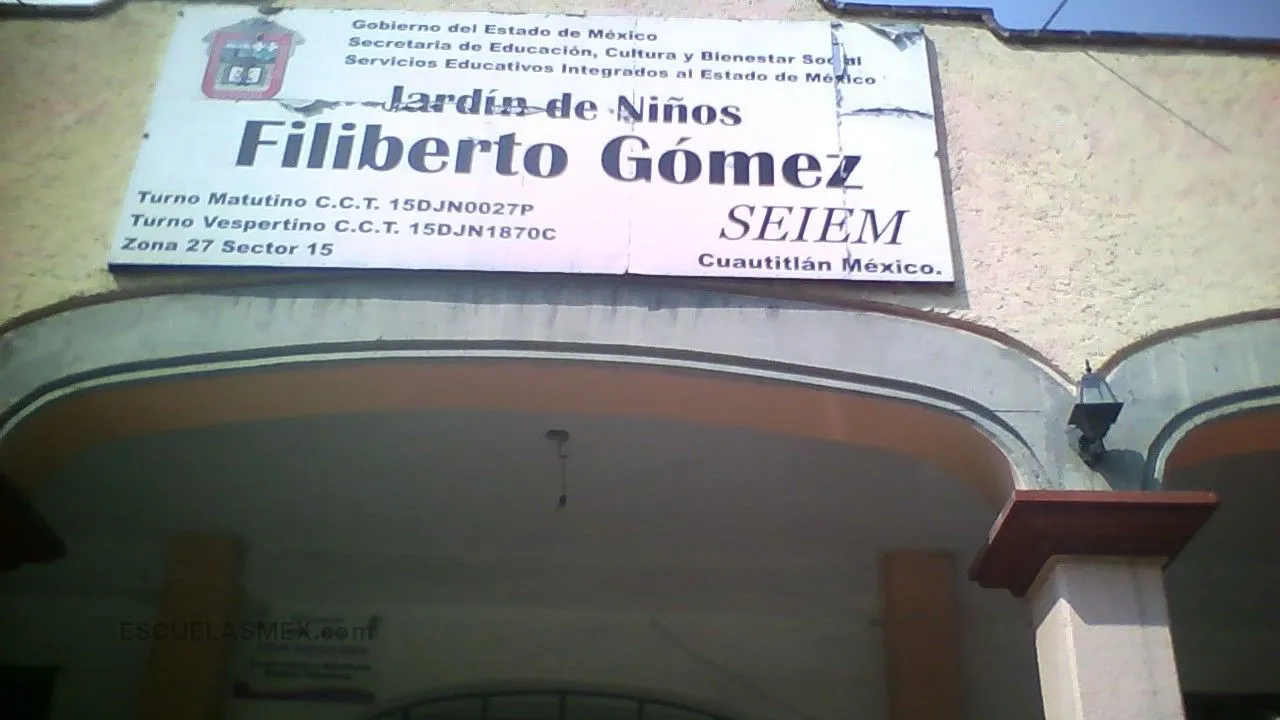 Gobierno del Estado de México
Secretaria de Educación, Cultura y Bienestar Social
Servicios Educativos Integrados al Estado de México
Jardín de Niños
Filiberto Gómez
Turno Matutino C.C.T. 15DJN0027P
Turno Vespertino C.C.T. 15DJN1870C
Zona 27 Sector 15
SEIEM
Cuautitlán México.
ESCUELASMEX.com